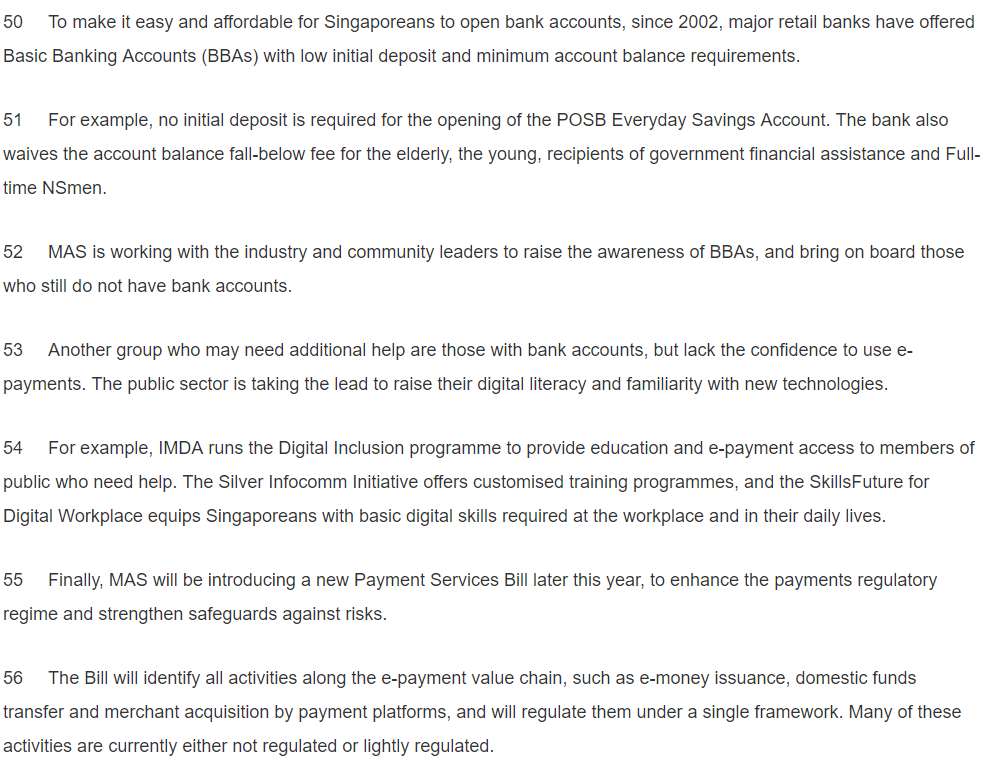 50 To make it easy and affordable for Singaporeans to open bank accounts, since 2002, major retail banks have offered
Basic Banking Accounts (BBAs) with low initial deposit and minimum account balance requirements.
51 For example, no initial deposit is required for the opening of the POSB Everyday Savings Account. The bank also
waives the account balance fall-below fee for the elderly, the young, recipients of government financial assistance and Full-
time NSmen.
52 MAS is working with the industry and community leaders to raise the awareness of BBAs, and bring on board those
who still do not have bank accounts.
53 Another group who may need additional help are those with bank accounts, but lack the confidence to use e-
payments. The public sector is taking the lead to raise their digital literacy and familiarity with new technologies.
54 For example, IMDA runs the Digital Inclusion programme to provide education and e-payment access to members of
public who need help. The Silver Infocomm Initiative offers customised training programmes, and the SkillsFuture for
Digital Workplace equips Singaporeans with basic digital skills required at the workplace and in their daily lives.
55 Finally, MAS will be introducing a new Payment Services Bill later this year, to enhance the payments regulatory
regime and strengthen safeguards against risks.
56 The Bill will identify all activities along the e-payment value chain, such as e-money issuance, domestic funds
transfer and merchant acquisition by payment platforms, and will regulate them under a single framework. Many of these
activities are currently either not regulated or lightly regulated.